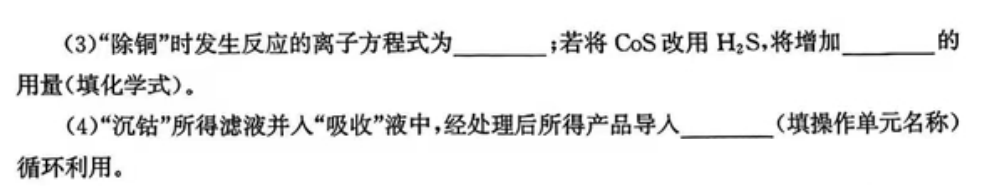 (3)“除铜”时发生反应的离子方程式为________;若将 CoS 改用 H₂S,将增加________的
用量(填化学式)。
(4)“沉钴”所得滤液并入“吸收”液中,经处理后所得产品导入________(填操作单元名称)
循环利用。